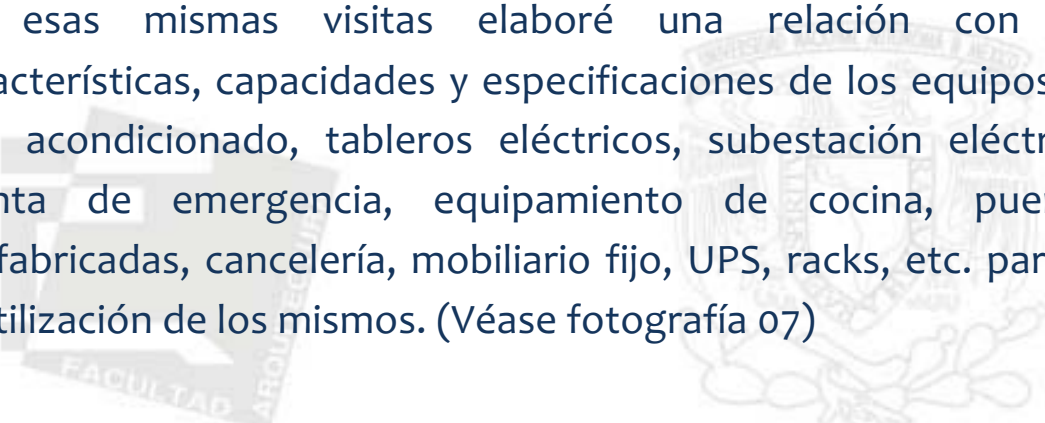 esas mismas visitas elaboré una relación con
acterísticas, capacidades y especificaciones de los equipos
acondicionado, tableros eléctricos, subestación eléctr
nta de emergencia, equipamiento de cocina, puer
fabricadas, cancelería, mobiliario fijo, UPS, racks, etc. par
tilización de los mismos. (Véase fotografía 07)
FACULTAD